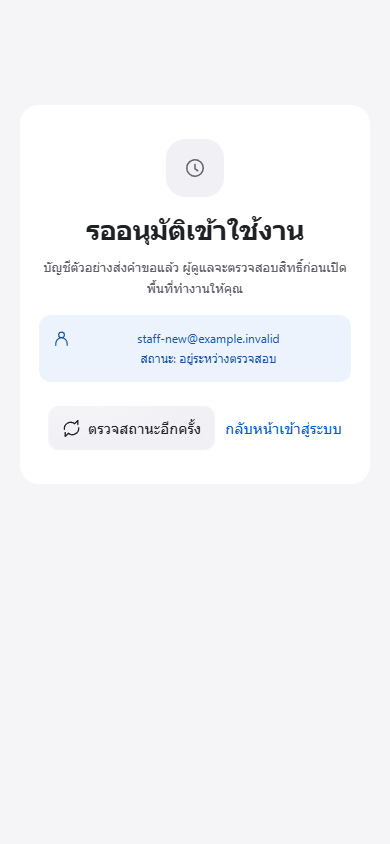 รออนุมัติเข้าใช้งาน
บัญชีตัวอย่างส่งคำขอแล้ว ผู้ดูแลจะตรวจสอบสิทธิ์ก่อนเปิด
พื้นที่ทำงานให้คุณ
staff-new@example.invalid
สถานะ: อยู่ระหว่างตรวจสอบ
ตรวจสถานะอีกครั้ง
กลับหน้าเข้าสู่ระบบ